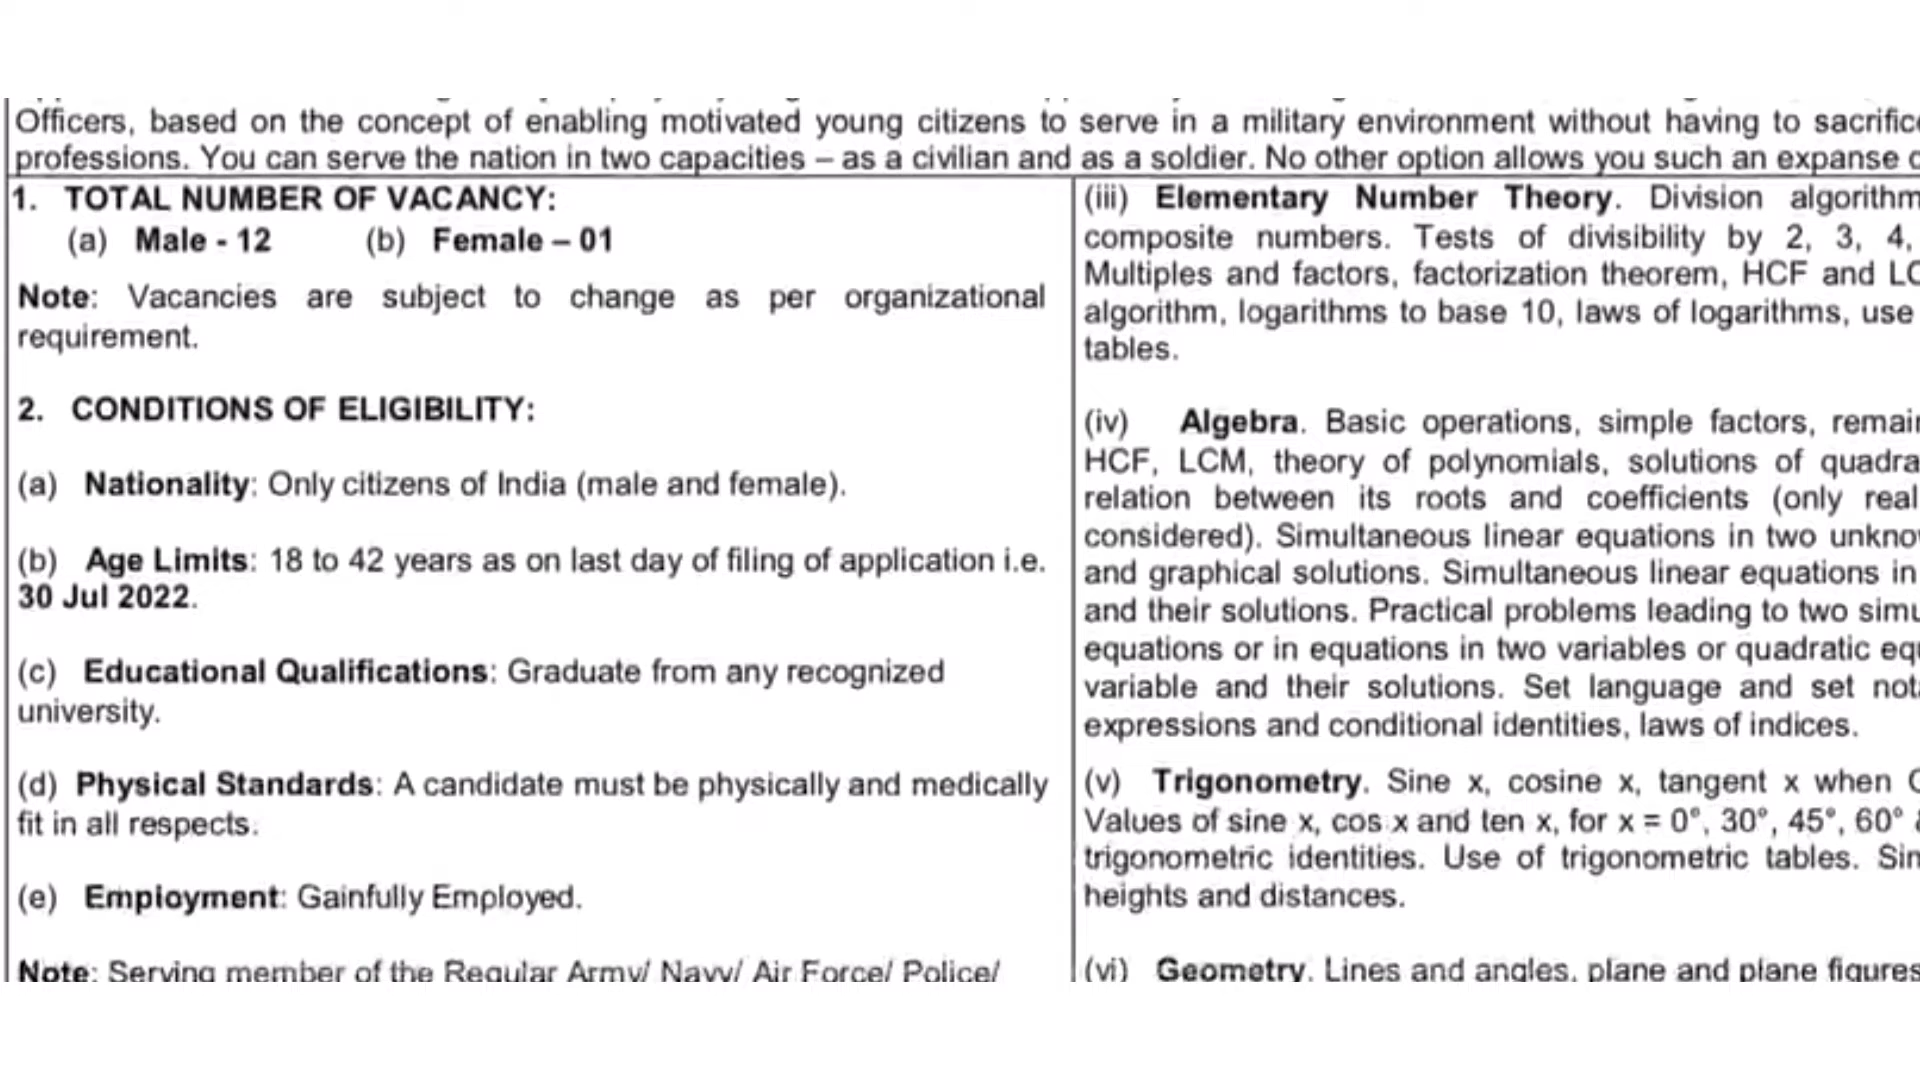 Officers, based on the concept of enabling motivated young citizens to serve in a military environment without having to
professions. You can serve the nation in two capacities – as a civilian and as a soldier. No other option allows you such an expanse
1. TOTAL NUMBER OF VACANCY:
(a) Male - 12 (b) Female – 01
Note: Vacancies are subject to change as per organizational
requirement.
2. CONDITIONS OF ELIGIBILITY:
(a) Nationality: Only citizens of India (male and female).
(b) Age Limits: 18 to 42 years as on last day of filing of application i.e.
30 Jul 2022.
(c) Educational Qualifications: Graduate from any recognized
university.
(d) Physical Standards: A candidate must be physically and medically
fit in all respects.
(e) Employment: Gainfully Employed.
Note: Serving member of the Regular Army/ Navy/ Air Force/ Police/
(iii) Elementary Number Theory. Division algorithm
composite numbers. Tests of divisibility by 2, 3, 4,
Multiples and factors, factorization theorem, HCF and
algorithm, logarithms to base 10, laws of logarithms, use
tables.
(iv) Algebra. Basic operations, simple factors,
HCF, LCM, theory of polynomials, solutions of
relation between its roots and coefficients (only real
considered). Simultaneous linear equations in two
and graphical solutions. Simultaneous linear equations in
and their solutions. Practical problems leading to two
equations or in equations in two variables or quadratic
variable and their solutions. Set language and set
expressions and conditional identities, laws of indices.
(v) Trigonometry. Sine x, cosine x, tangent x when
Values of sine x, cos x and ten x, for x = 0°, 30°, 45°, 60°
trigonometric identities. Use of trigonometric tables.
heights and distances.
(vi) Geometry. Lines and angles, plane and plane figures